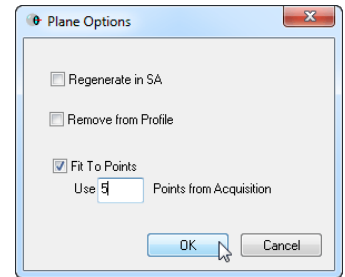 Plane Options
Regenerate in SA
Remove from Profile
Fit To Points
Use 5 Points from Acquisition
OK Cancel